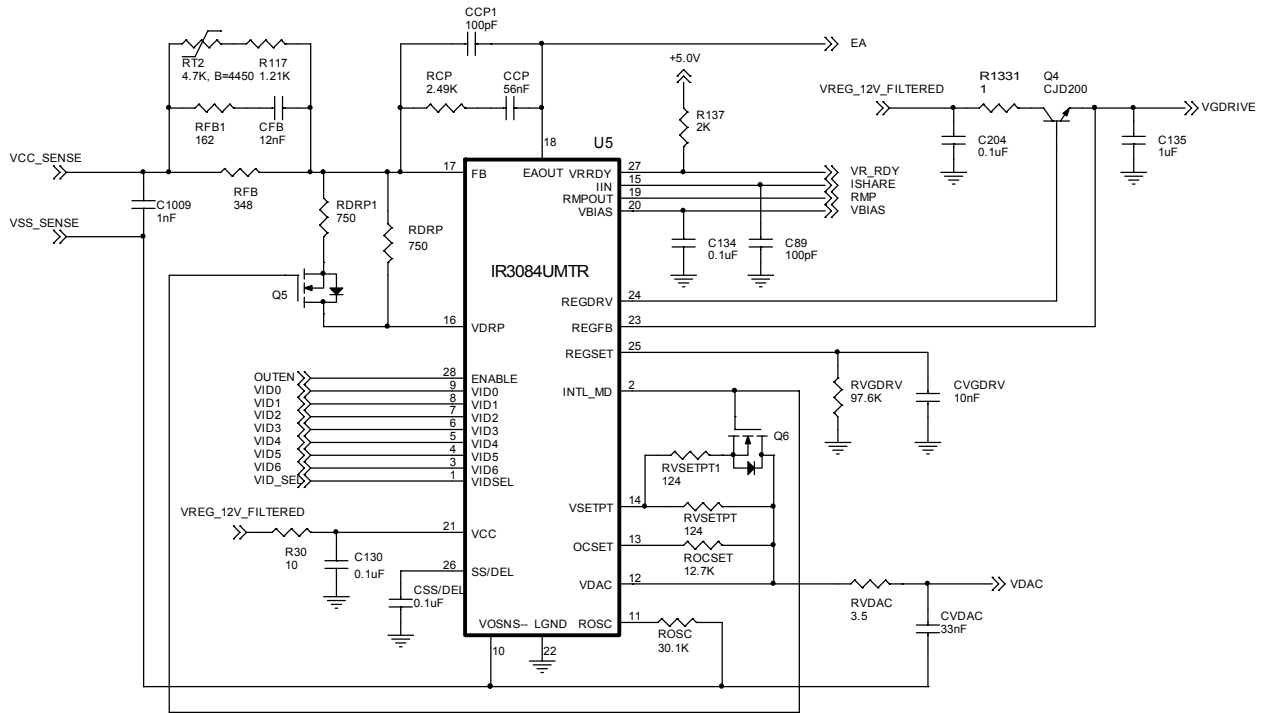 CCP1
100pF
EA
RT2
4.7K, B=4450
R117
1.21K
RCP
2.49K
CCP
56nF
+5.0V
R137
2K
R1331
1
Q4
CJD200
VREG_12V_FILTERED
VGDRIVE
C204
0.1uF
C135
1uF
RFB1
162
CFB
12nF
18
U5
VCC_SENSE
RFB
348
17
FB
EAOUT
VRRDY
27
VR_RDY
IIN
15
ISHARE
RMPOUT
19
RMP
VBIAS
20
VBIAS
C1009
1nF
VSS_SENSE
RDRP1
750
RDRP
750
C134
0.1uF
C89
100pF
IR3084UMTR
Q5
REGDRV
24
16
VDRP
REGFB
23
REGSET
25
RVGDRV
97.6K
CVGDRV
10nF
OUTEN
28
ENABLE
VID0
9
VID0
VID1
8
VID1
VID2
7
VID2
VID3
6
VID3
VID4
5
VID4
VID5
4
VID5
VID6
3
VID6
VID_SEL
1
VIDSEL
INTL_MD
2
Q6
RVSETPT1
124
VSETPT
14
RVSETPT
124
VREG_12V_FILTERED
R30
10
C130
0.1uF
21
VCC
OCSET
13
ROCSET
12.7K
26
SS/DEL
CSS/DEL
0.1uF
VDAC
12
RVDAC
3.5
VDAC
CVDAC
33nF
VOSNS--
LGND
ROSC
11
ROSC
30.1K
10
22